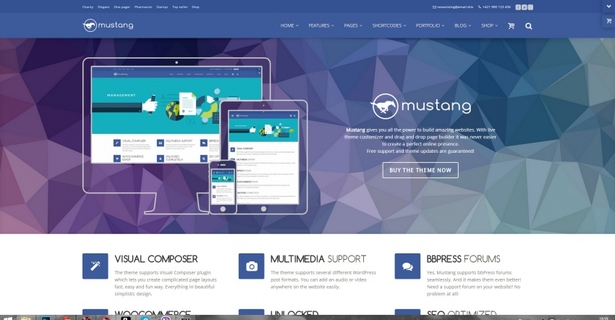 Charity Elegant One pager Pharmacist Startup Toy seller Shop
mustang
HOME FEATURES PAGES SHORTCODES PORTFOLIO BLOG SHOP
MANAGEMENT
mustang
Mustang gives you all the power to build amazing websites. With live
theme customizer and drag and drop page builder it was never easier
to create a perfect online presence.
Free support and theme updates are guaranteed!
BUY THE THEME NOW
VISUAL COMPOSER
The theme supports Visual Composer plugin
which lets you create complicated page layouts
fast, easy and fun way. Everything in beautiful
simplistic design.
MULTIMEDIA SUPPORT
The theme supports several different WordPress
post formats. You can add an audio or video
anywhere on the website easily.
BBPRESS FORUMS
Yes, Mustang supports bbPress forums
seamlessly. And it makes them even better!
Need a support forum on your website? No
problem at all!
WOOCOMMERCE
UNLOCKED
SEO OPTIMIZED